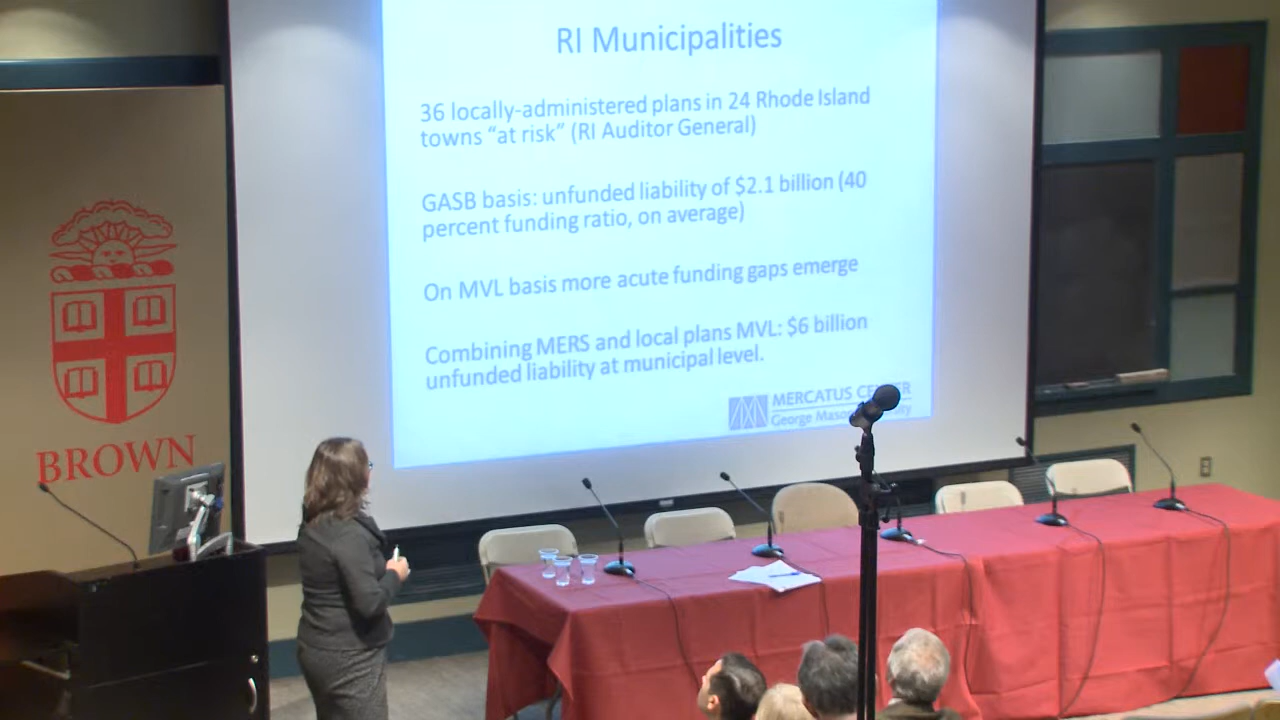 RI Municipalities
36 locally-administered plans in 24 Rhode Island
towns “at risk” (RI Auditor General)
GASB basis: unfunded liability of $2.1 billion (40
percent funding ratio, on average)
On MVL basis more acute funding gaps emerge
Combining MERS and local plans MVL: $6 billion
unfunded liability at municipal level.
MERCATUS CENTER
George Mason
BROWN